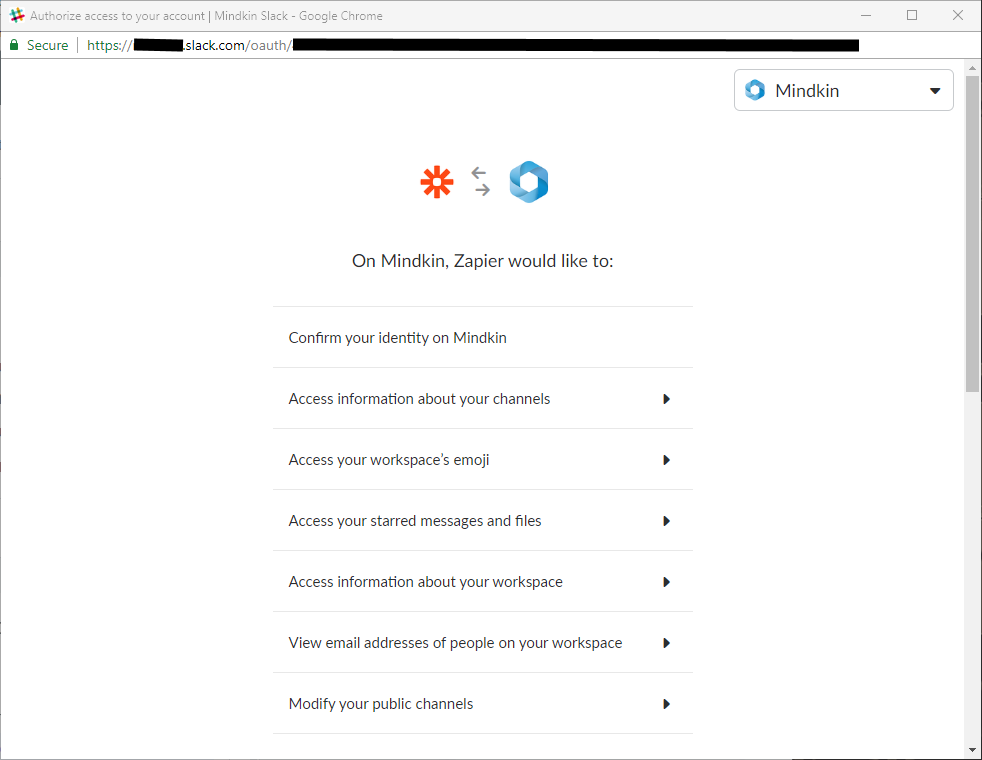 Authorize access to your account | Mindkin Slack - Google Chrome
Secure https:// .slack.com/oauth/
Mindkin
On Mindkin, Zapier would like to:
Confirm your identity on Mindkin
Access information about your channels
Access your workspace’s emoji
Access your starred messages and files
Access information about your workspace
View email addresses of people on your workspace
Modify your public channels